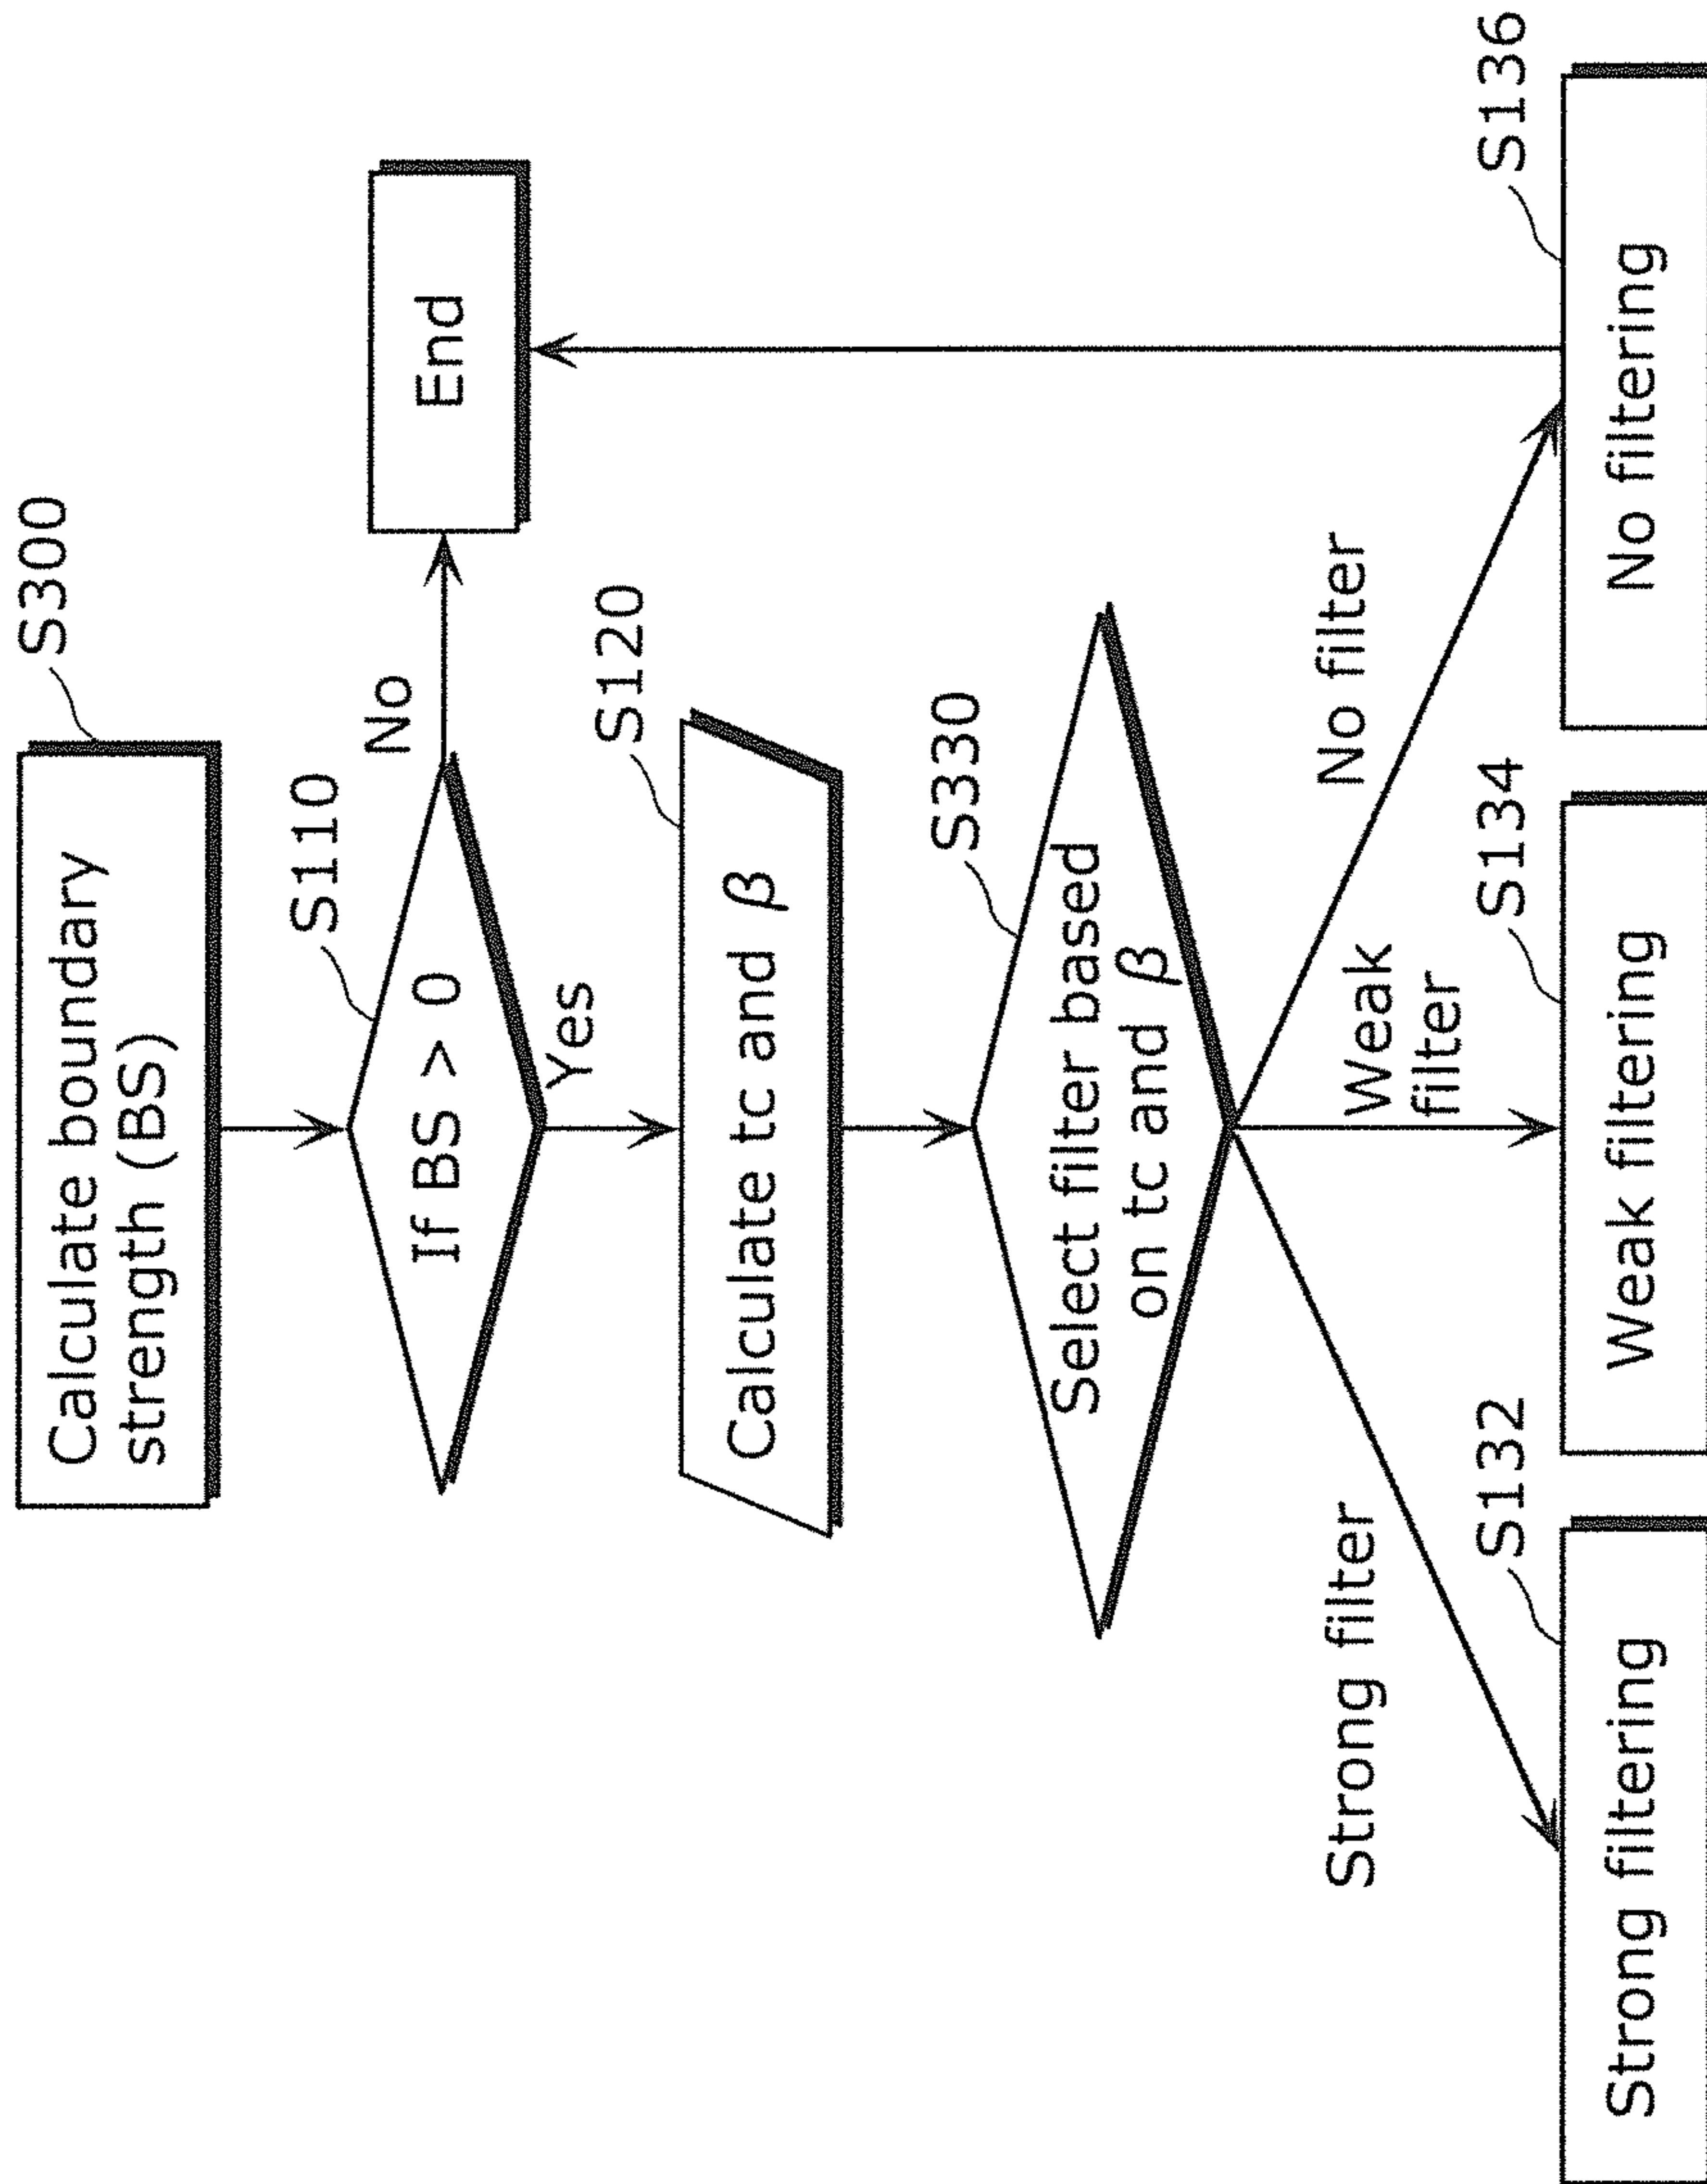 Calculate boundary
strength (BS)
S300
If BS > 0
S110
No
End
Yes
Calculate tc and β
S120
Select filter based
on tc and β
S330
Strong filter
Weak
filter
No filter
Strong filtering
S132
Weak filtering
S134
No filtering
S136